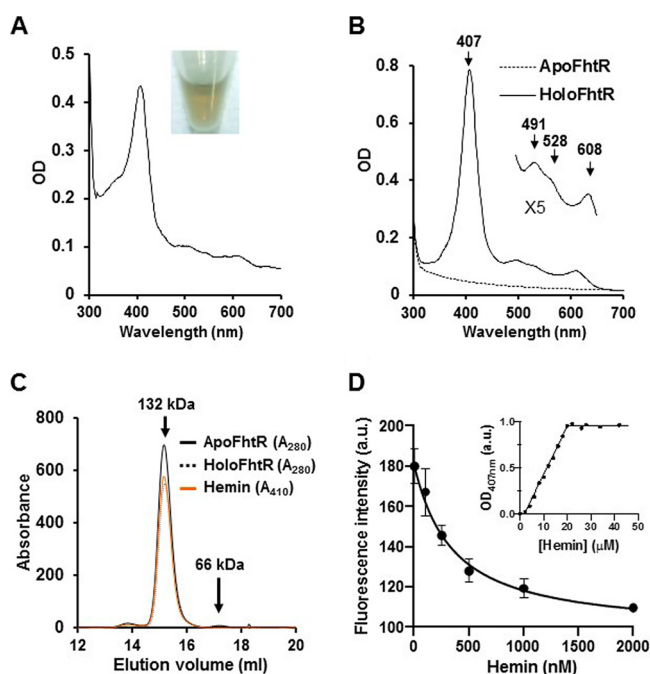 A
0.5
0.4
0.3
0.2
0.1
0
OD
300 400 500 600 700
Wavelength (nm)
B
407
ApoFhtR
HoloFhtR
491
528
608
X5
0.8
0.6
0.4
0.2
0
OD
300 400 500 600 700
Wavelength (nm)
C
132 kDa
ApoFhtR (A280)
HoloFhtR (A280)
Hemin (A410)
66 kDa
800
600
400
200
0
Absorbance
12 14 16 18 20
Elution volume (ml)
D
200
180
160
140
120
100
Fluorescence intensity (a.u.)
0 500 1000 1500 2000
Hemin (nM)
1.0
0.5
0
OD407nm (a.u.)
0 10 20 30 40 50
[Hemin] (μM)